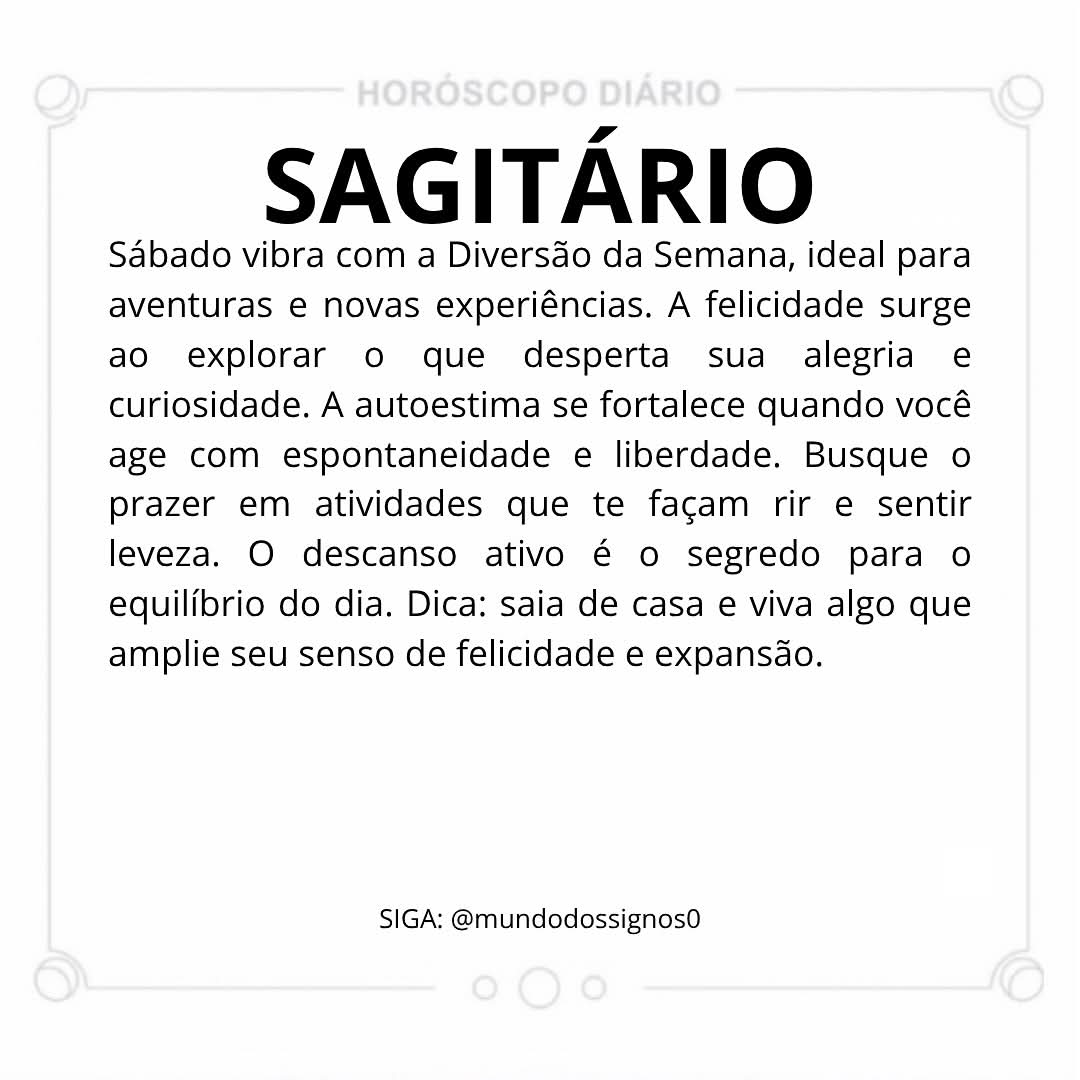 HORÓSCOPO DIÁRIO
SAGITÁRIO
Sábado vibra com a Diversão da Semana, ideal para
aventuras e novas experiências. A felicidade surge
ao explorar o que desperta sua alegria e
curiosidade. A autoestima se fortalece quando você
age com espontaneidade e liberdade. Busque o
prazer em atividades que te façam rir e sentir
leveza. O descanso ativo é o segredo para o
equilíbrio do dia. Dica: saia de casa e viva algo que
amplie seu senso de felicidade e expansão.
SIGA: @mundodossignos0